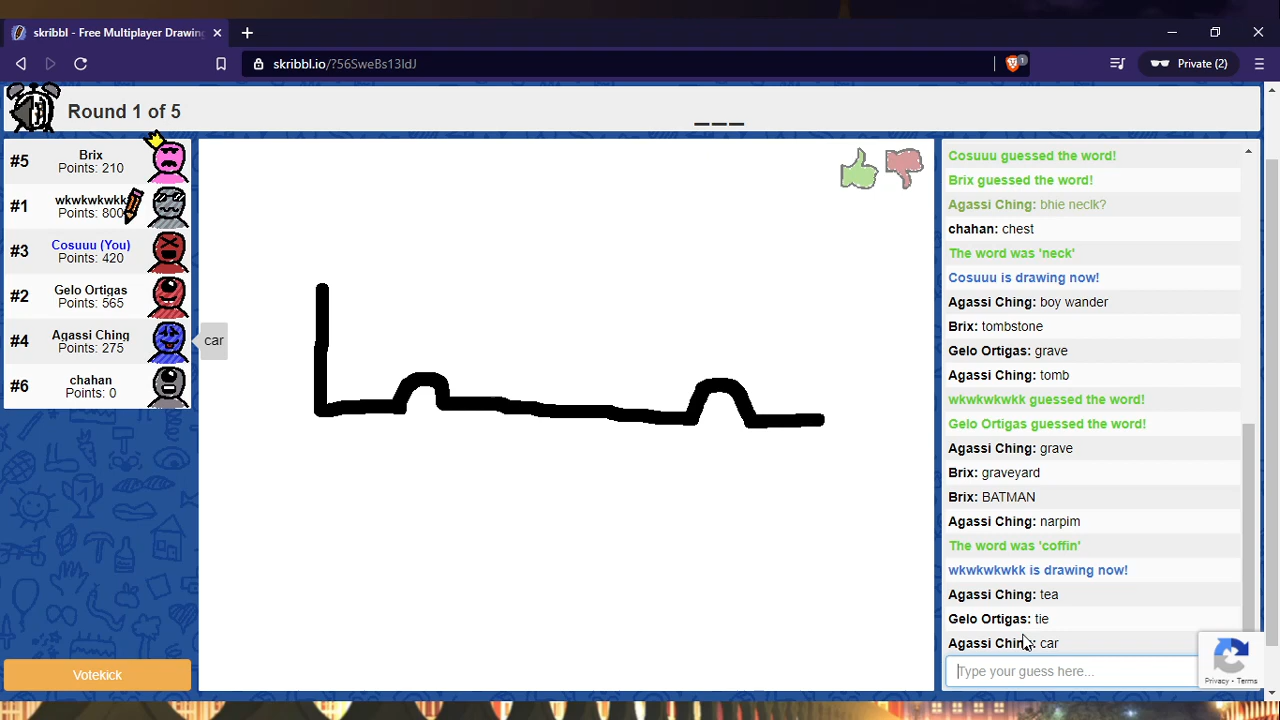 skribbl - Free Multiplayer Drawing
skribbl.io/?56SweBs13IdJ
1
Private (2)
Round 1 of 5
___
#5
Brix
Points: 210
#1
wkwkwkwkk
Points: 800
#3
Cosuuu (You)
Points: 420
#2
Gelo Ortigas
Points: 565
#4
Agassi Ching
Points: 275
car
#6
chahan
Points: 0
Votekick
Cosuuu guessed the word!
Brix guessed the word!
Agassi Ching: bhie neclk?
chahan: chest
The word was 'neck'
Cosuuu is drawing now!
Agassi Ching: boy wander
Brix: tombstone
Gelo Ortigas: grave
Agassi Ching: tomb
wkwkwkwkk guessed the word!
Gelo Ortigas guessed the word!
Agassi Ching: grave
Brix: graveyard
Brix: BATMAN
Agassi Ching: narpim
The word was 'coffin'
wkwkwkwkk is drawing now!
Agassi Ching: tea
Gelo Ortigas: tie
Agassi Ching: car
Type your guess here...
Privacy - Terms